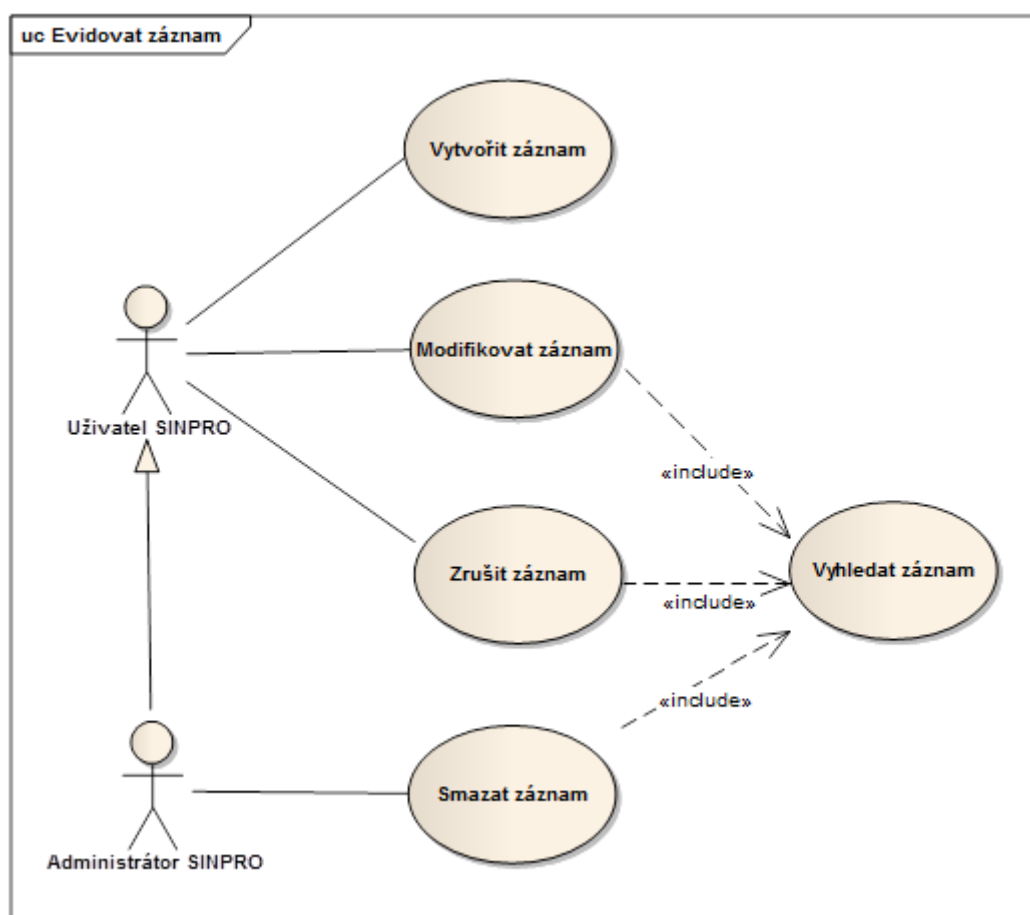 uc Evidovat záznam
Vytvořit záznam
Modifikovat záznam
Uživatel SINPRO
«include»
Zrušit záznam
Vyhledat záznam
«include»
«include»
Smazat záznam
Administrátor SINPRO